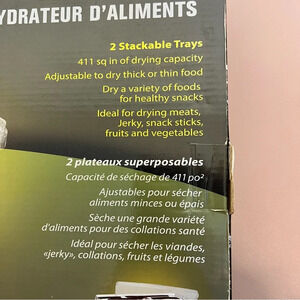 YDRATEUR D'ALIMENTS
2 Stackable Trays
411 sq in of drying capacity
Adjustable to dry thick or thin food
Dry a variety of foods
for healthy snacks
Ideal for drying meats,
Jerky, snack sticks,
fruits and vegetables
2 plateaux superposables
Capacité de séchage de 411 po²
Ajustables pour sécher
aliments minces ou épais
Sèche une grande variété
d'aliments pour des collations santé
Idéal pour sécher les viandes,
«jerky», collations, fruits et légumes